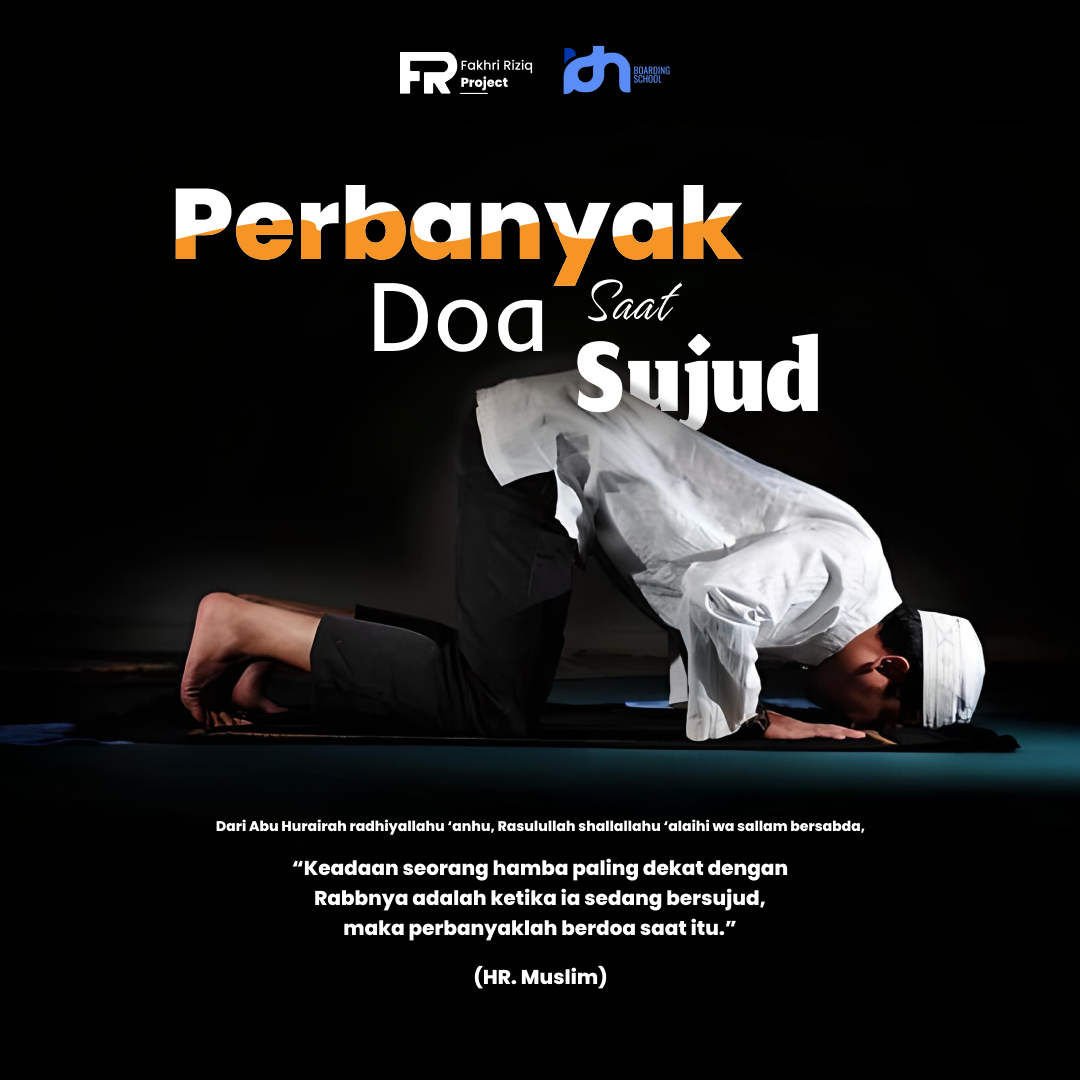 Fakhri Riziq
Project
BOARDING
SCHOOL
Perbanyak
Doa Saat
Sujud
Dari Abu Hurairah radhiyallahu ‘anhu, Rasulullah shallallahu ‘alaihi wa sallam bersabda,
“Keadaan seorang hamba paling dekat dengan
Rabbnya adalah ketika ia sedang bersujud,
maka perbanyaklah berdoa saat itu.”
(HR. Muslim)